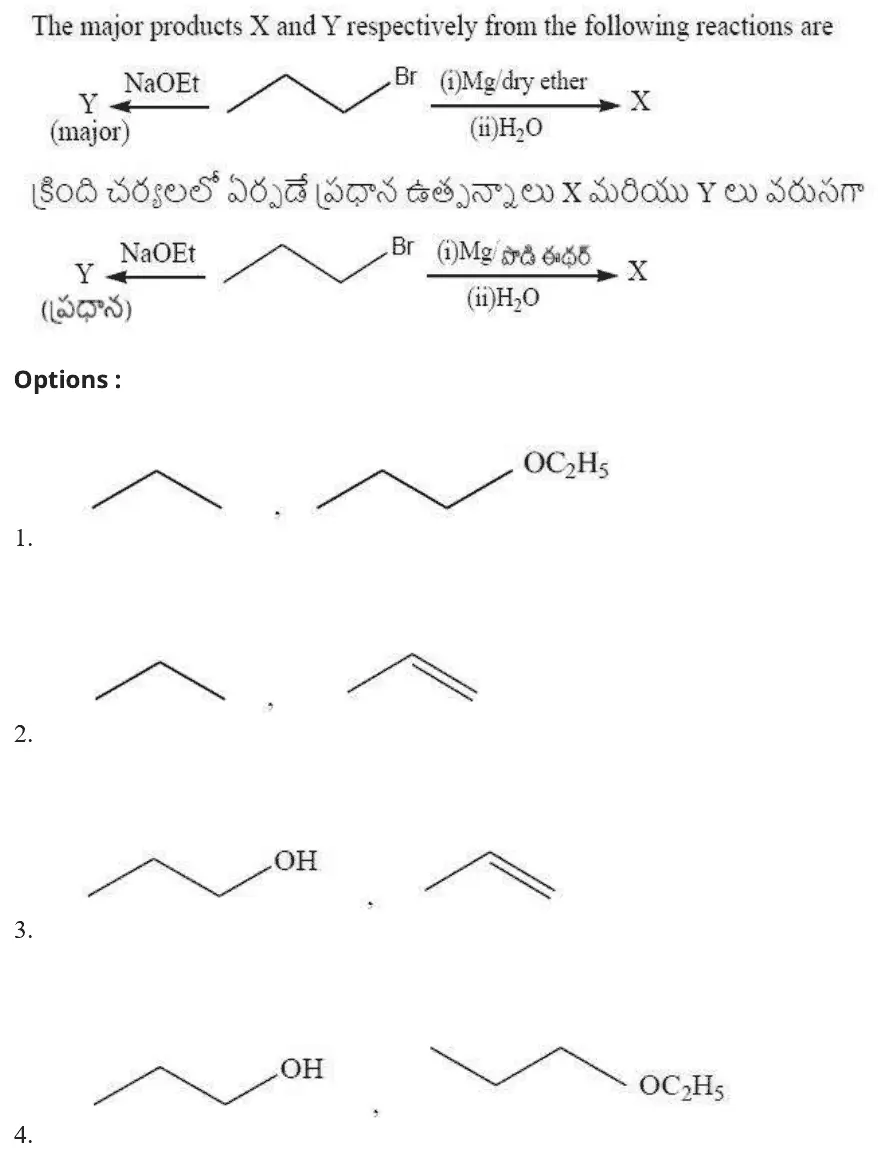 The major products X and Y respectively from the following reactions are
NaOEt
Br
(i)Mg/dry ether
Y
X
(major)
(ii)H₂O
క్రింది చర్యలలో ఏర్పడే ప్రధాన ఉత్పన్నాలు X మరియు Y లు వరుసగా
NaOEt
Br
(i)Mg/పొడి ఈథర్
Y
X
(ప్రధాన)
(ii)H₂O
Options :
OC₂H₅
1. ,
2. ,
OH
3. ,
OH
OC₂H₅
4. ,